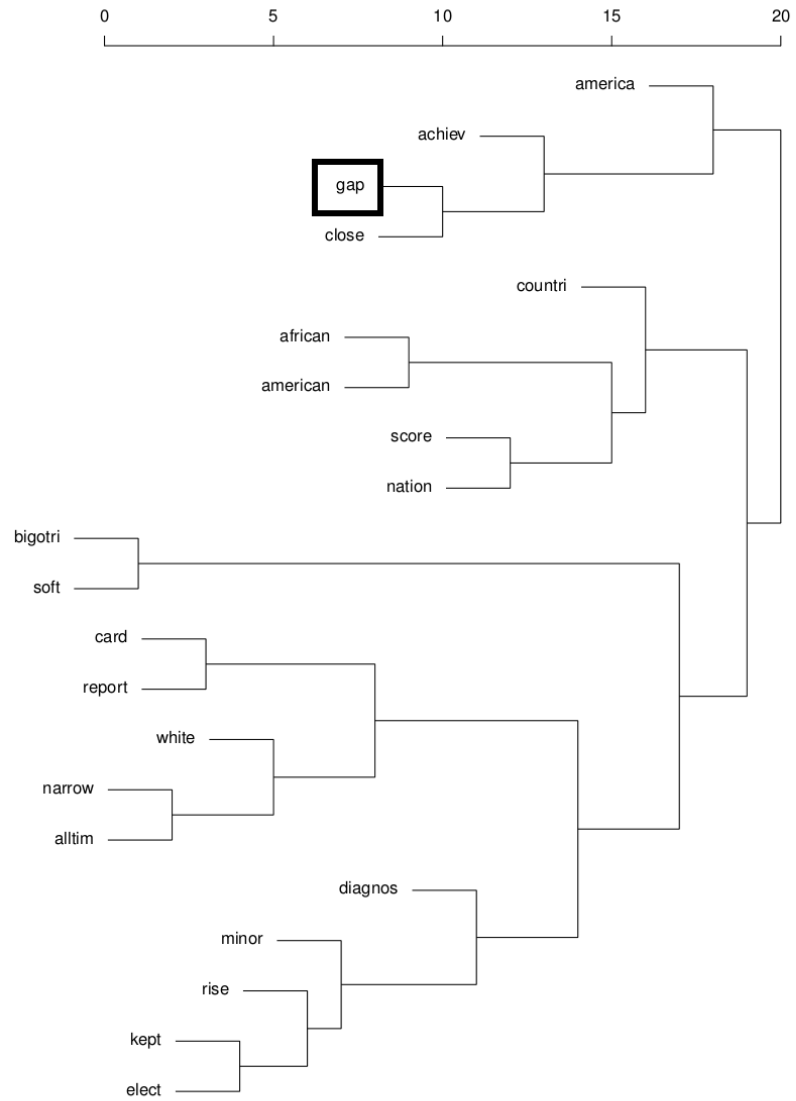 0 5 10 15 20
america
achiev
gap
close
countri
african
american
score
nation
bigotri
soft
card
report
white
narrow
alltim
diagnos
minor
rise
kept
elect